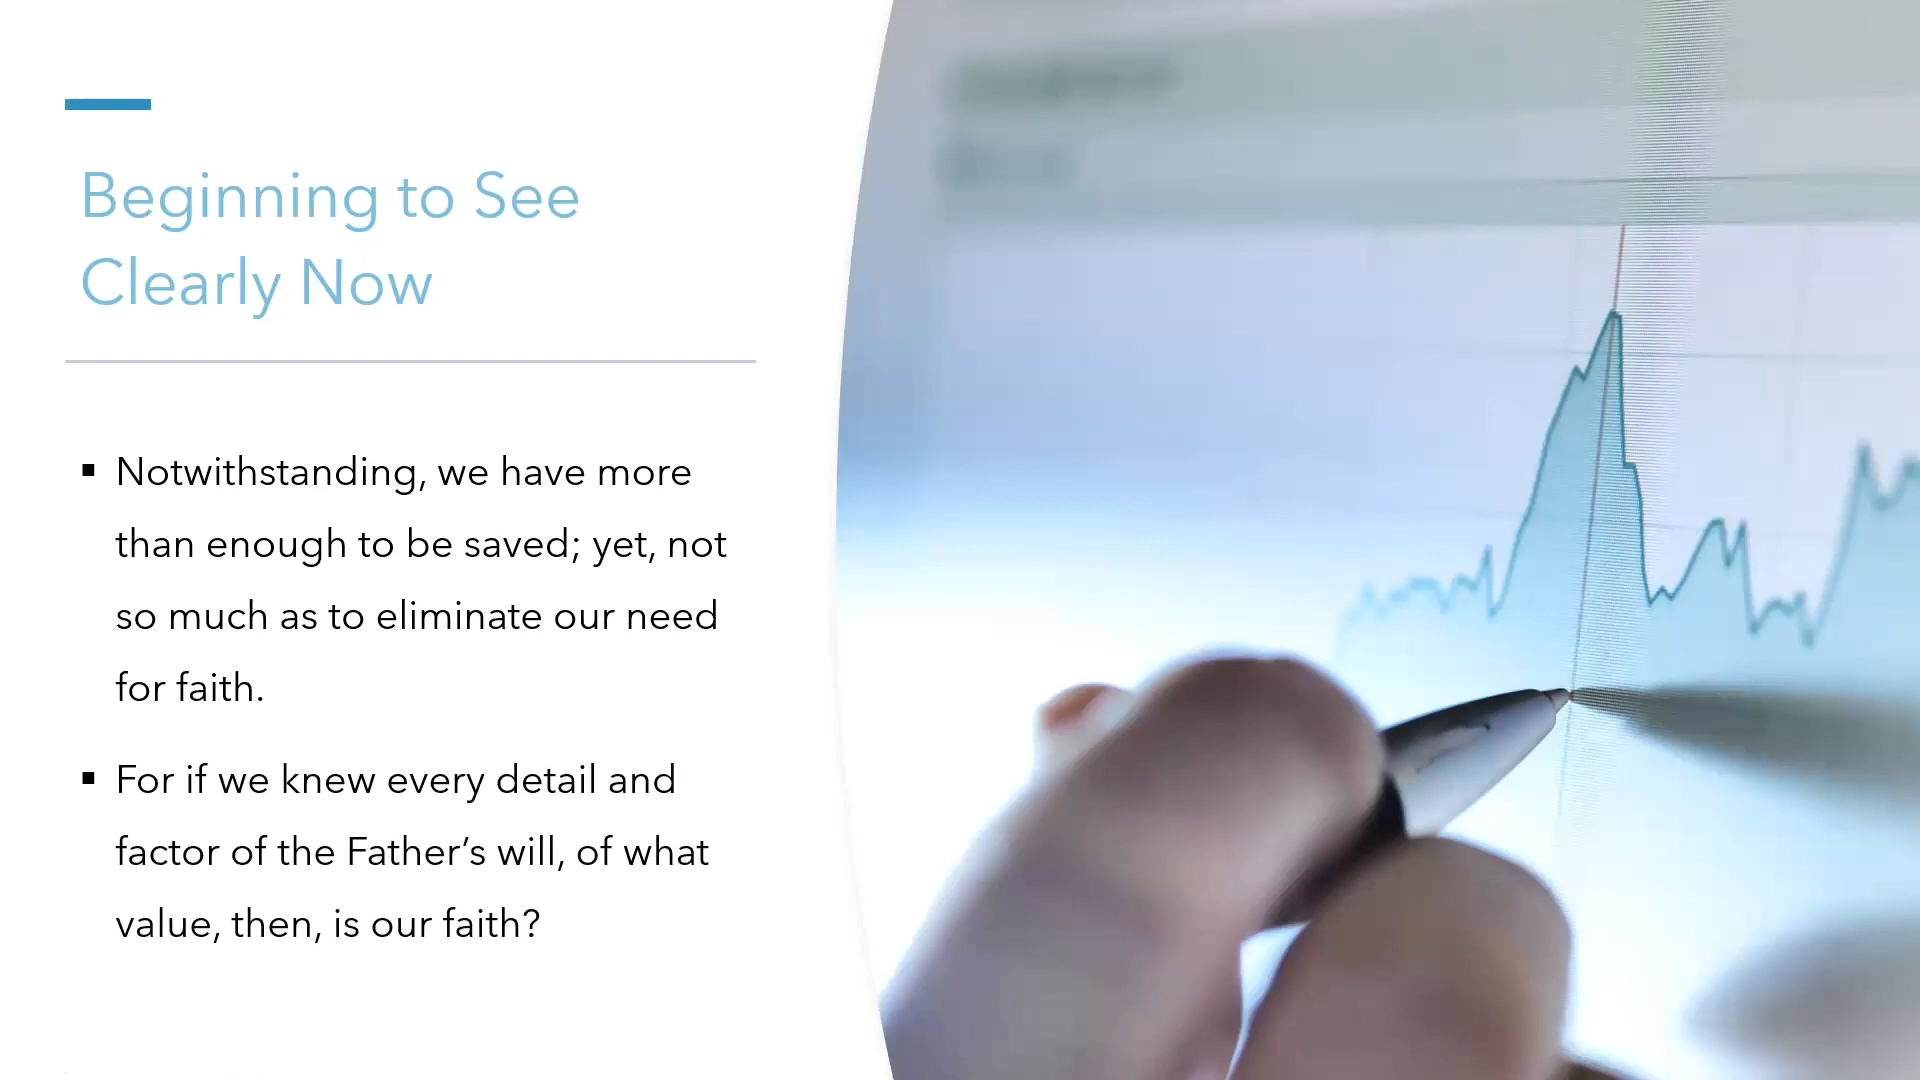 Beginning to See
Clearly Now
▪ Notwithstanding, we have more
than enough to be saved; yet, not
so much as to eliminate our need
for faith.
▪ For if we knew every detail and
factor of the Father’s will, of what
value, then, is our faith?